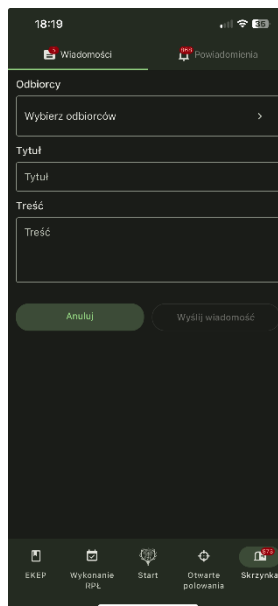 18:19
Wiadomości
Powiadomienia
Odbiorcy
Wybierz odbiorców
Tytuł
Tytuł
Treść
Treść
Anuluj
Wyślij wiadomość
EKEP
Wykonanie
RPŁ
Start
Otwarte
polowania
Skrzynka